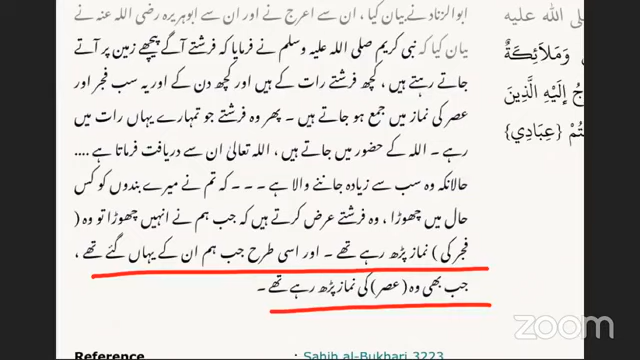 ابوالزناد نے بیان کیا ، ان سے اعرج نے اور ان سے ابوہریرہ رضی اللہ عنہ نے
بیان کیا کہ نبی کریم صلی اللہ علیہ وسلم نے فرمایا کہ فرشتے آگے پیچھے زمین پر آتے
جاتے رہتے ہیں ، کچھ فرشتے رات کے ہیں اور کچھ دن کے اور یہ سب فجر اور
عصر کی نماز میں جمع ہو جاتے ہیں ۔ پھر وہ فرشتے جو تمہارے یہاں رات میں
رہے ۔ اللہ کے حضور میں جاتے ہیں ، اللہ تعالیٰ ان سے دریافت فرماتا ہے ....
حالانکہ وہ سب سے زیادہ جاننے والا ہے ۔ ۔ ۔ کہ تم نے میرے بندوں کو کس
حال میں چھوڑا ، وہ فرشتے عرض کرتے ہیں کہ جب ہم نے انہیں چھوڑا تو وہ (
فجر کی ) نماز پڑھ رہے تھے ۔ اور اسی طرح جب ہم ان کے یہاں گئے تھے ،
جب بھی وہ ( عصر ) کی نماز پڑھ رہے تھے ۔
صلى الله عليه
وَمَلاَئِكَةٌ
إِلَيْهِ الَّذِينَ
{عِبَادِي}
Reference : Sahih al-Bukhari 3223
zoom